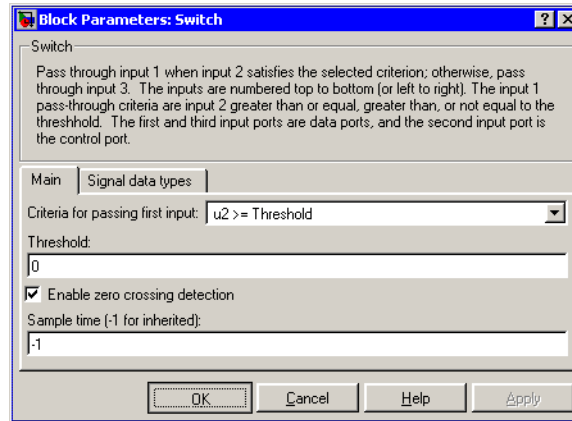 Block Parameters: Switch
Switch
Pass through input 1 when input 2 satisfies the selected criterion; otherwise, pass
through input 3. The inputs are numbered top to bottom (or left to right). The input 1
pass-through criteria are input 2 greater than or equal, greater than, or not equal to the
threshhold. The first and third input ports are data ports, and the second input port is
the control port.
Main Signal data types
Criteria for passing first input: u2 >= Threshold
Threshold:
0
Enable zero crossing detection
Sample time (-1 for inherited):
-1
OK Cancel Help Apply